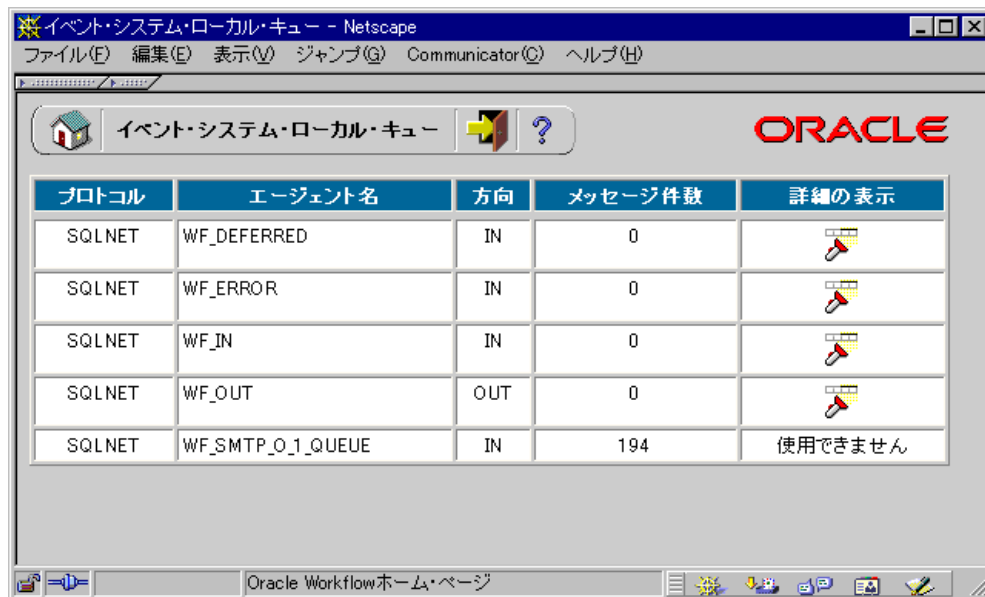 イベント・システム・ローカル・キュー - Netscape
ファイル(F) 編集(E) 表示(V) ジャンプ(G) Communicator(C) ヘルプ(H)
イベント・システム・ローカル・キュー ? ORACLE
プロトコル エージェント名 方向 メッセージ件数 詳細の表示
SQLNET WF_DEFERRED IN 0
SQLNET WF_ERROR IN 0
SQLNET WF_IN IN 0
SQLNET WF_OUT OUT 0
SQLNET WF_SMTP_O_1_QUEUE IN 194 使用できません
Oracle Workflowホーム・ページ